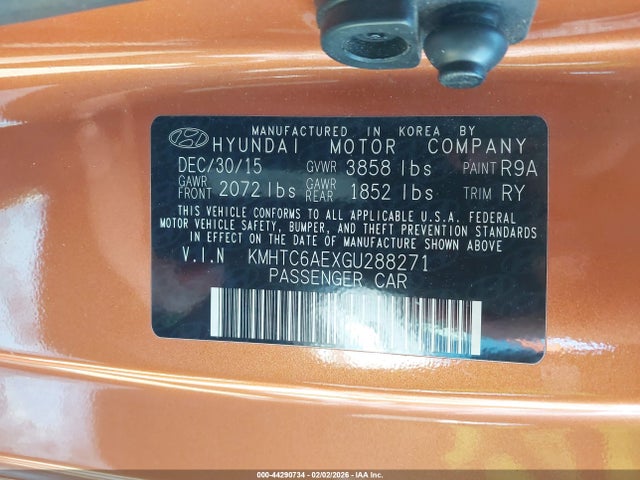 MANUFACTURED IN KOREA BY
HYUNDAI MOTOR COMPANY
DEC/30/15 GVWR 3858 lbs PAINT R9A
GAWR FRONT 2072 lbs GAWR REAR 1852 lbs TRIM RY
THIS VEHICLE CONFORMS TO ALL APPLICABLE U.S.A. FEDERAL
MOTOR VEHICLE SAFETY, BUMPER, AND THEFT PREVENTION STANDARDS
IN EFFECT ON THE DATE OF MANUFACTURE SHOWN ABOVE
V.I.N KMHTC6AEXGU288271
PASSENGER CAR
000-44290734 - 02/02/2026 - IAA, Inc.